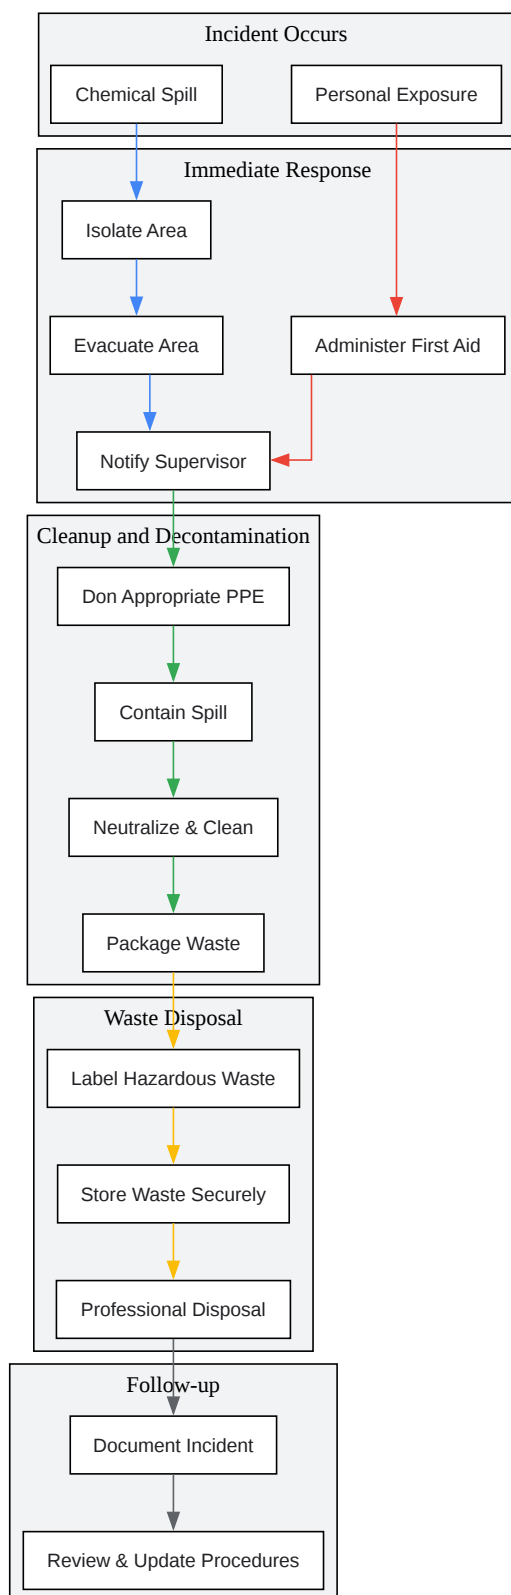 Incident Occurs
Chemical Spill
Personal Exposure
Immediate Response
Isolate Area
Evacuate Area
Administer First Aid
Notify Supervisor
Cleanup and Decontamination
Don Appropriate PPE
Contain Spill
Neutralize & Clean
Package Waste
Waste Disposal
Label Hazardous Waste
Store Waste Securely
Professional Disposal
Follow-up
Document Incident
Review & Update Procedures